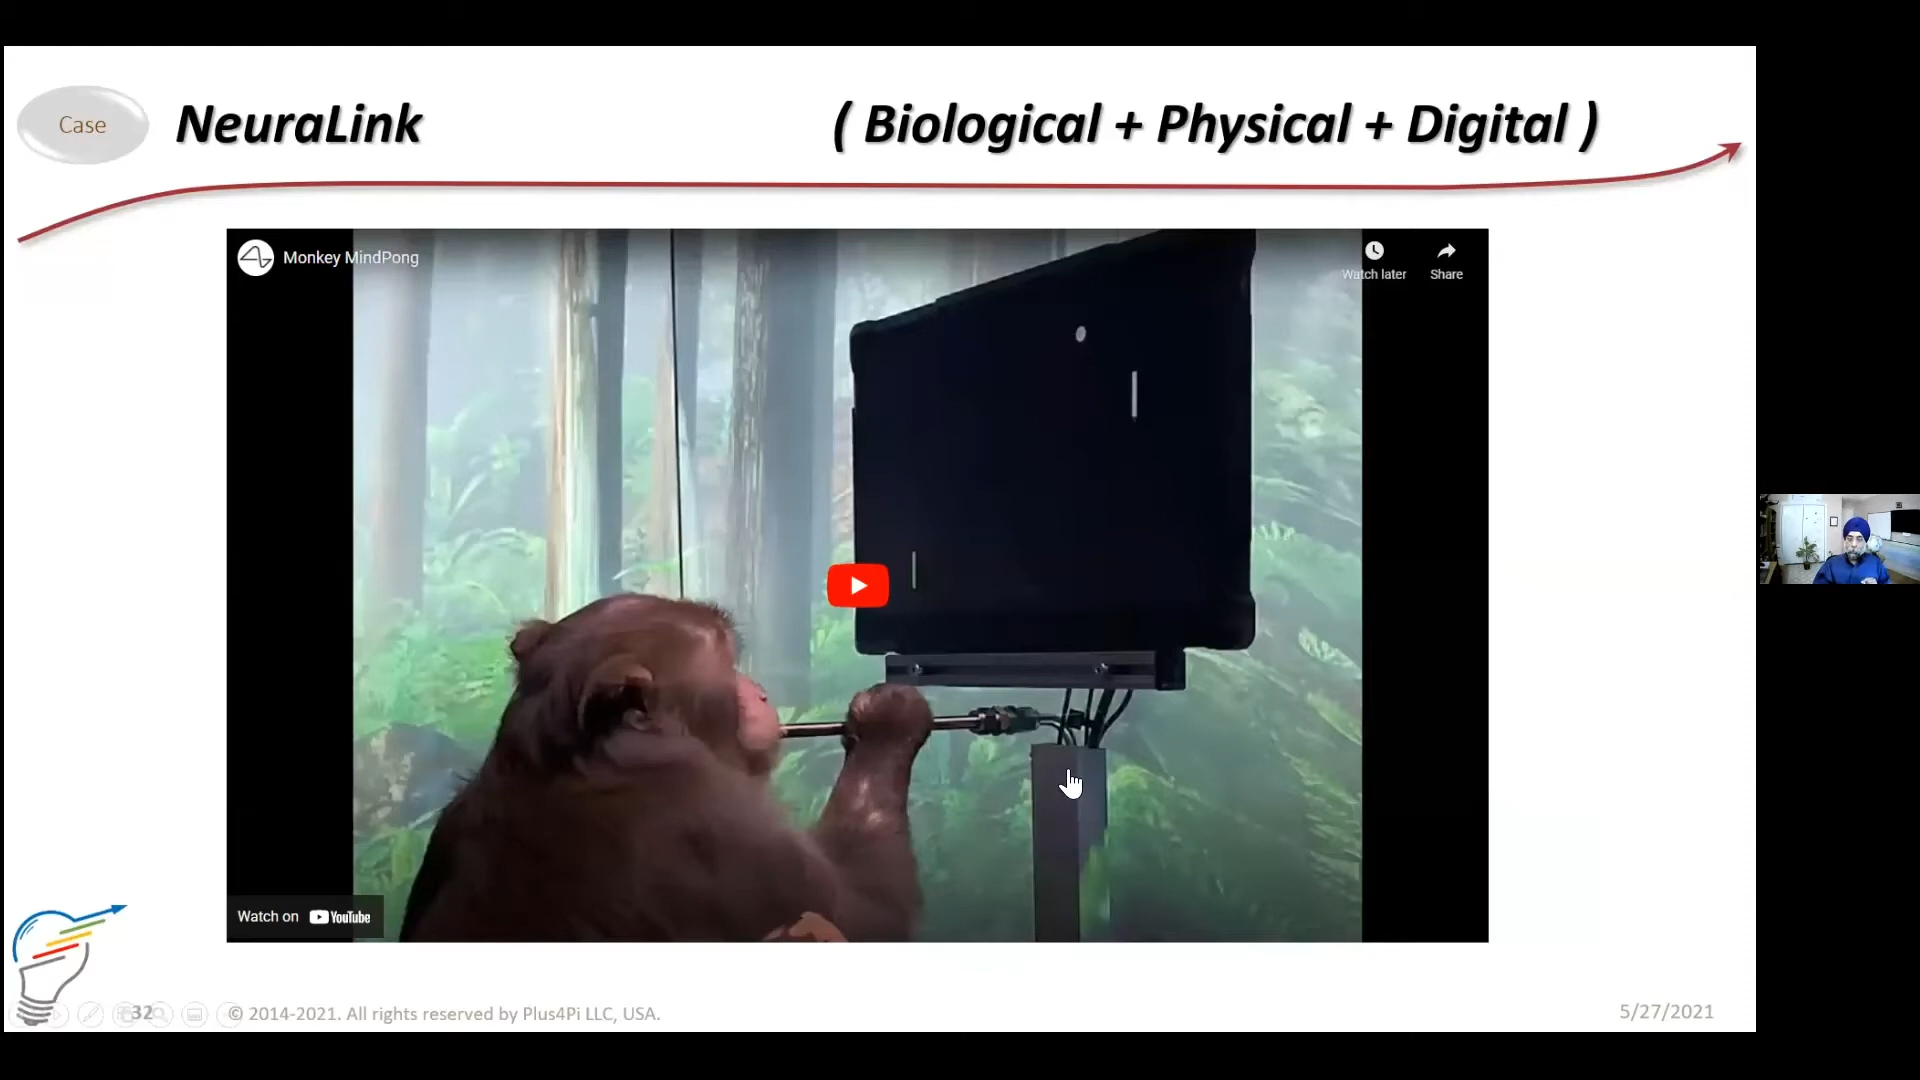 Case
NeuraLink
( Biological + Physical + Digital )
Monkey MindPong
Watch later
Share
Watch on YouTube
32
© 2014-2021. All rights reserved by Plus4Pi LLC, USA.
5/27/2021